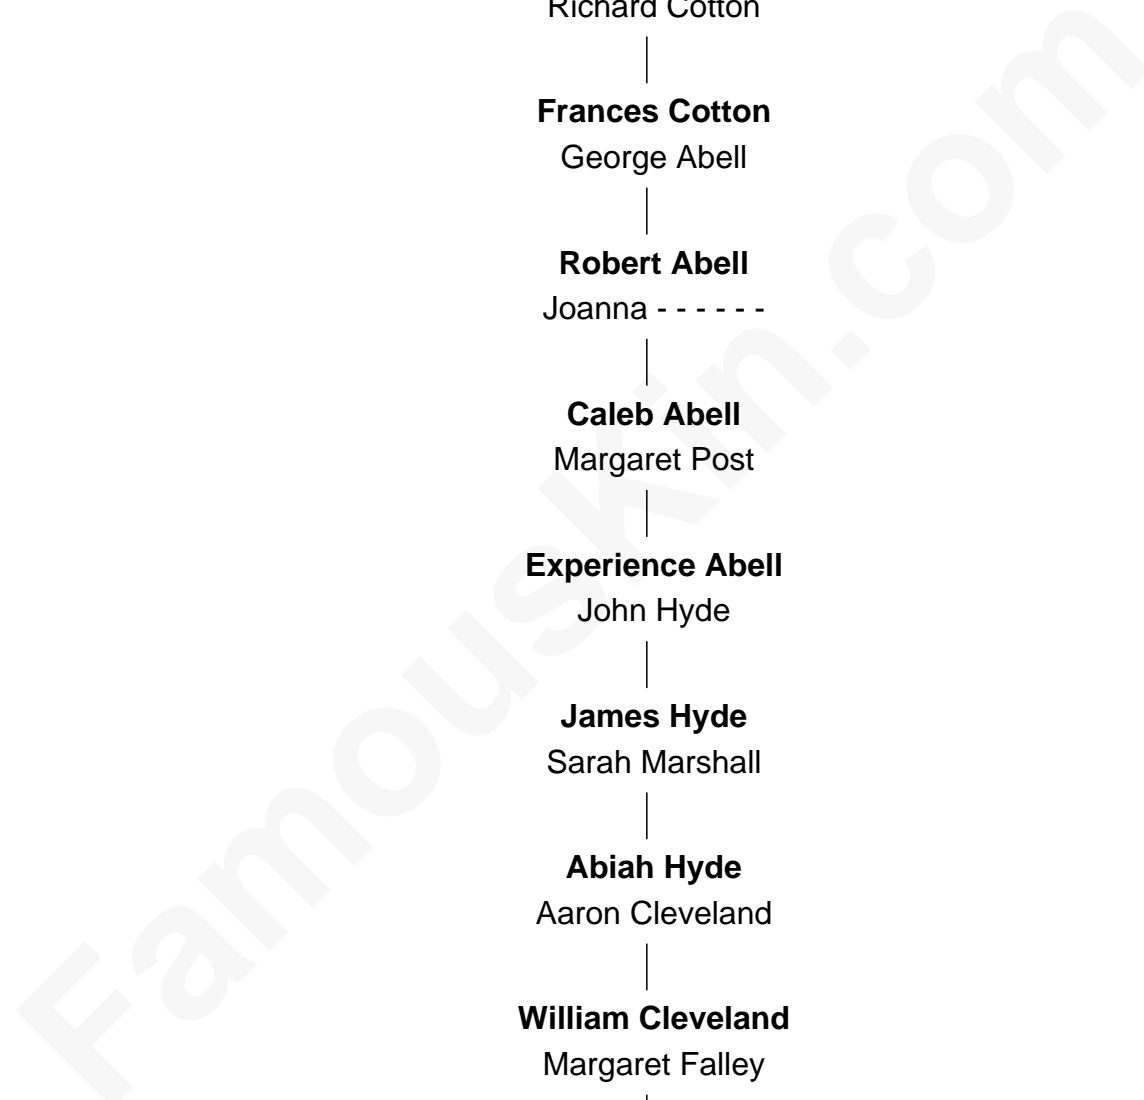 Richard Cotton
Frances Cotton
George Abell
Robert Abell
Joanna - - - - - -
Caleb Abell
Margaret Post
Experience Abell
John Hyde
James Hyde
Sarah Marshall
Abiah Hyde
Aaron Cleveland
William Cleveland
Margaret Falley
FamousKin.com